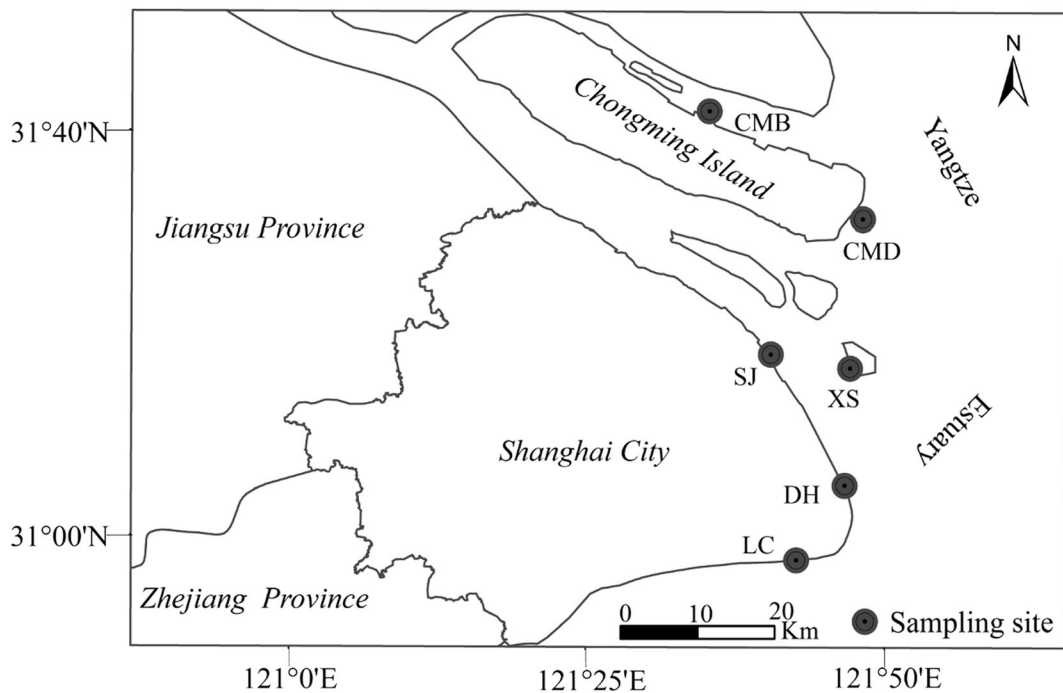 N
31°40'N
CMB
Chongming Island
Yangtze
Jiangsu Province
CMD
SJ
XS
Estuary
Shanghai City
DH
31°00'N
LC
Zhejiang Province
0 10 20
Km
Sampling site
121°0'E
121°25'E
121°50'E